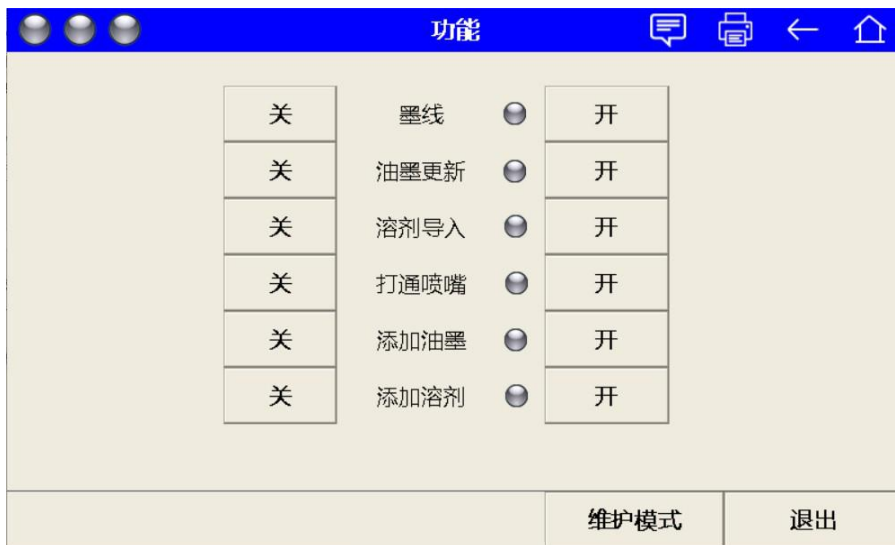 功能
关 墨线 开
关 油墨更新 开
关 溶剂导入 开
关 打通喷嘴 开
关 添加油墨 开
关 添加溶剂 开
维护模式 退出